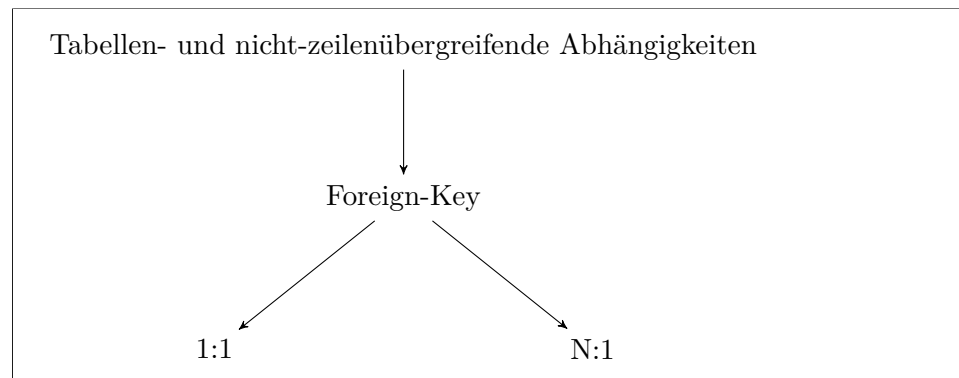 Tabellen- und nicht-zeilenübergreifende Abhängigkeiten
Foreign-Key
1:1
N:1